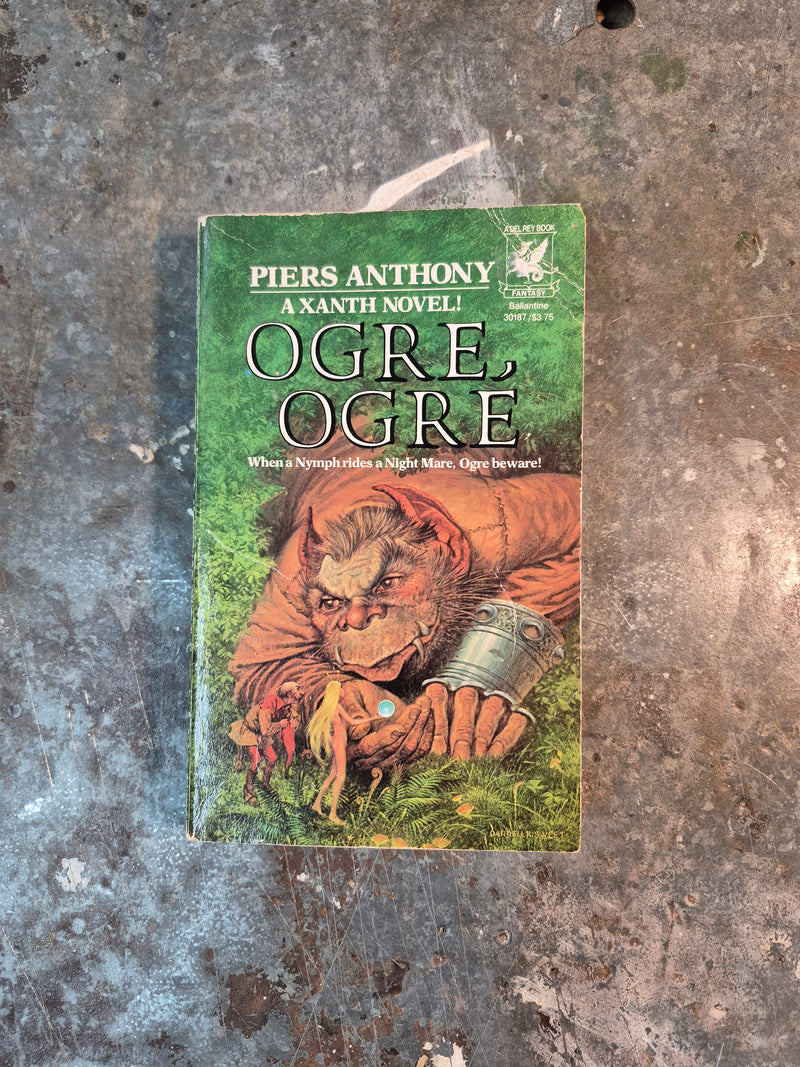 A DEL REY BOOK
FANTASY
Ballantine
30187/$3.75
PIERS ANTHONY
A XANTH NOVEL!
OGRE,
OGRE
When a Nymph rides a Night Mare, Ogre beware!
DARRELL K. SWEET